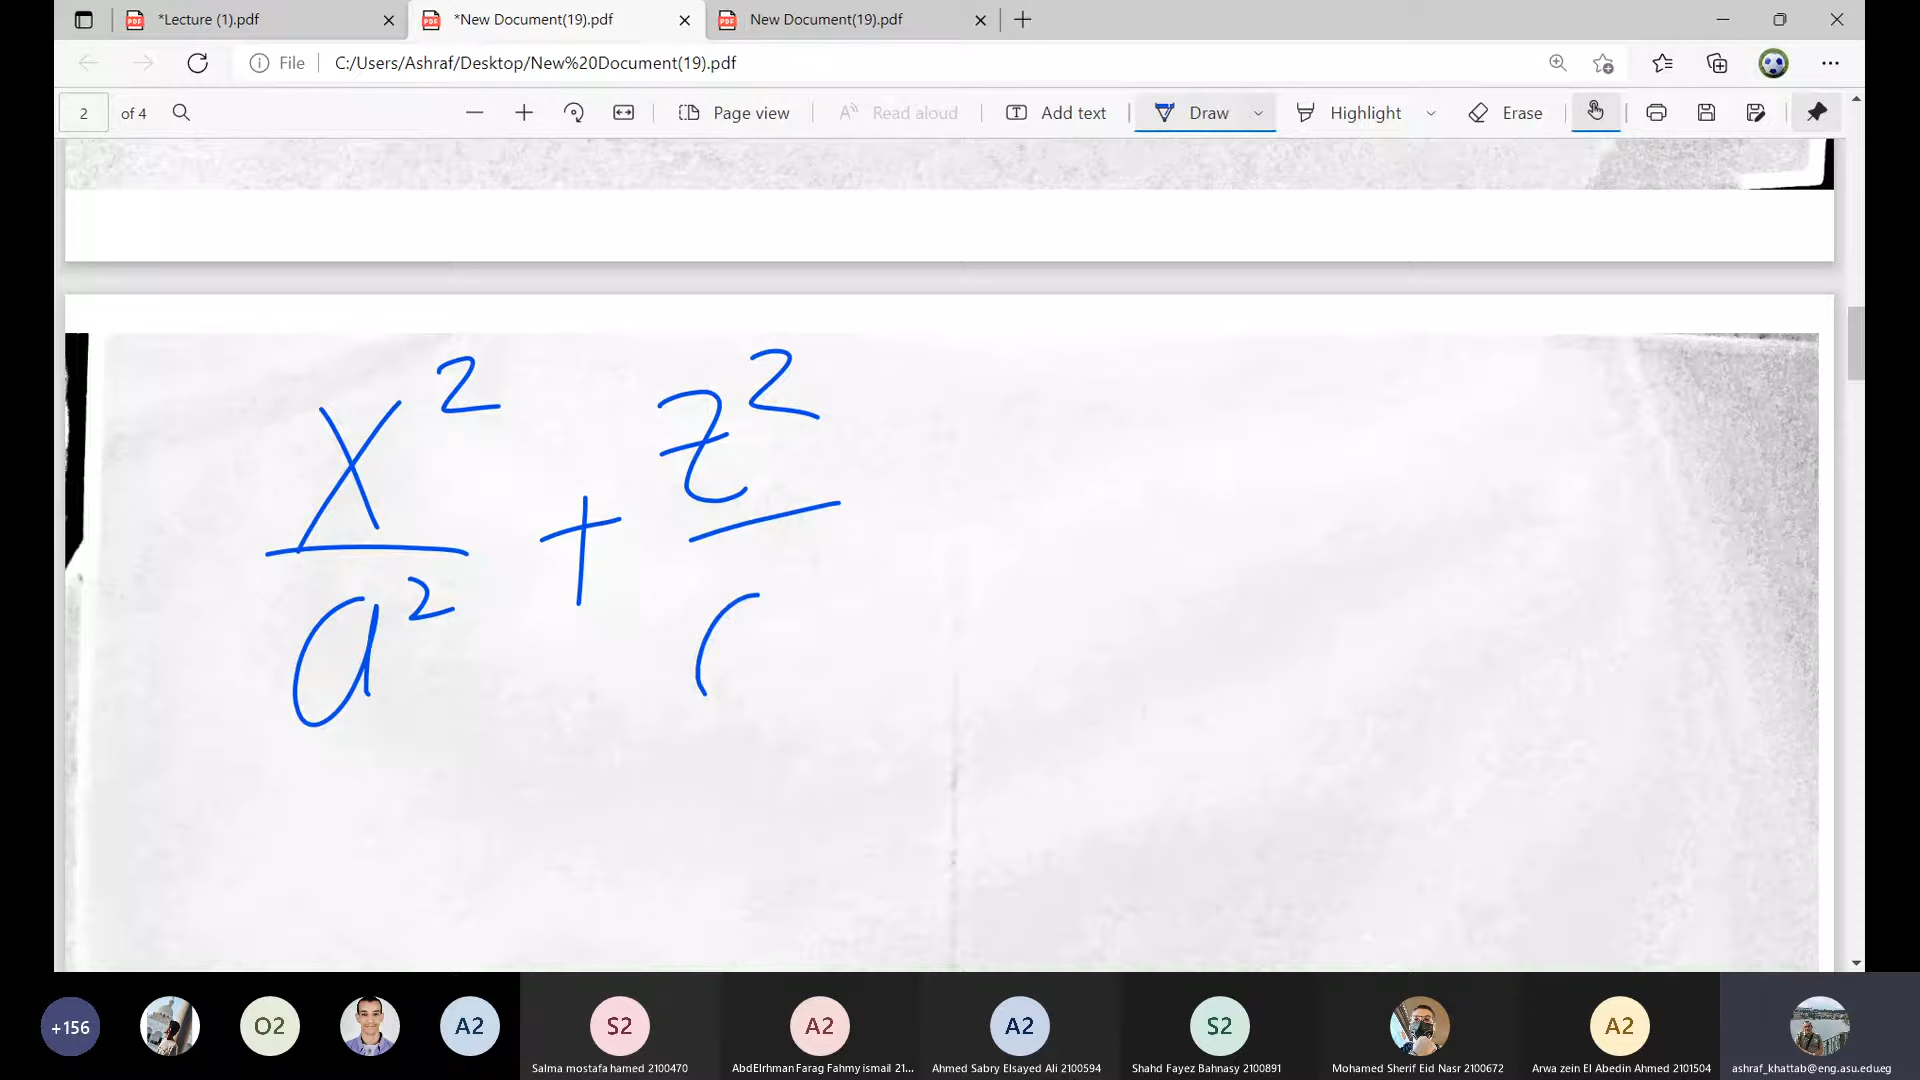 *Lecture (1).pdf
*New Document(19).pdf
New Document(19).pdf
File
C:/Users/Ashraf/Desktop/New%20Document(19).pdf
2 of 4
Page view
Read aloud
Add text
Draw
Highlight
Erase
x² + z²
a²
+156
O2
A2
S2
A2
A2
S2
A2
Salma mostafa hamed 2100470
AbdElrhman Farag Fahmy ismail 21...
Ahmed Sabry Elsayed Ali 2100594
Shahd Fayez Bahnasy 2100891
Mohamed Sherif Eid Nasr 2100672
Arwa zein El Abedin Ahmed 2101504
ashraf_khattab@eng.asu.edu.eg